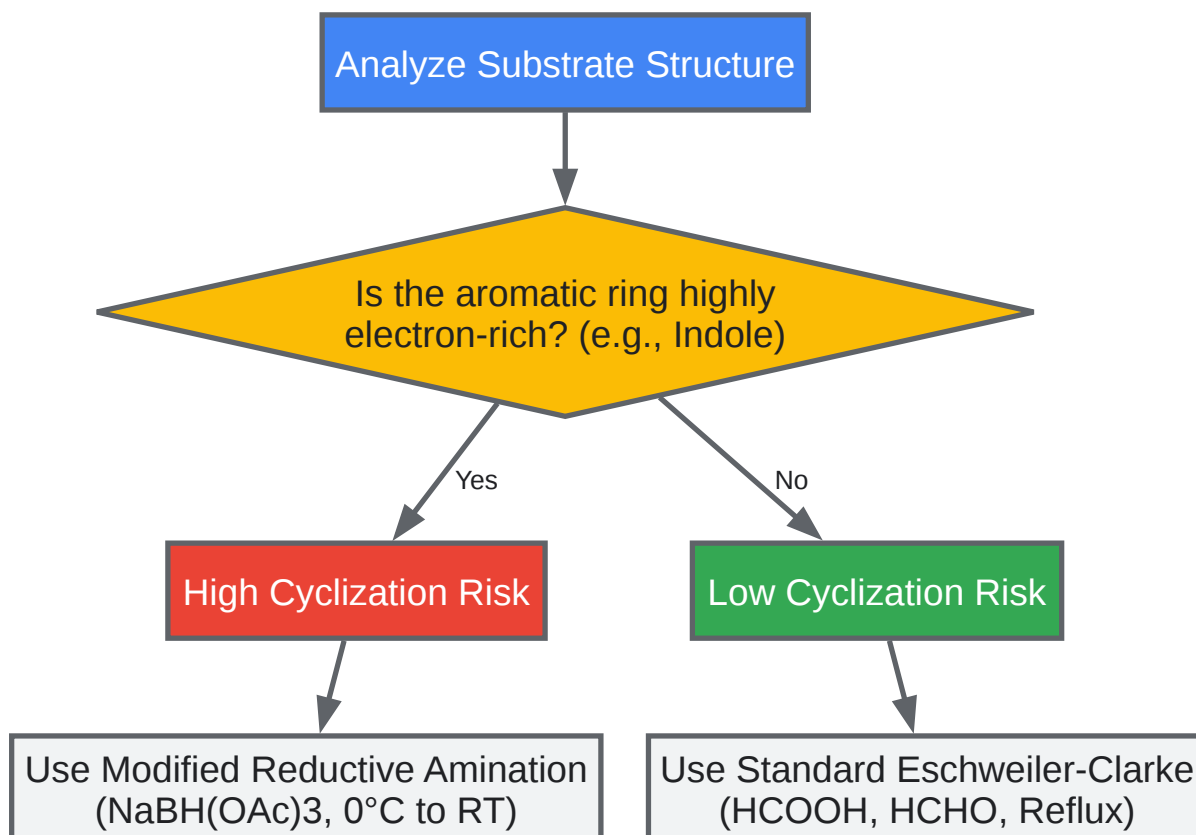 Analyze Substrate Structure
Is the aromatic ring highly
electron-rich? (e.g., Indole)
Yes
No
High Cyclization Risk
Low Cyclization Risk
Use Modified Reductive Amination
(NaBH(OAc)3, 0°C to RT)
Use Standard Eschweiler-Clarke
(HCOOH, HCHO, Reflux)